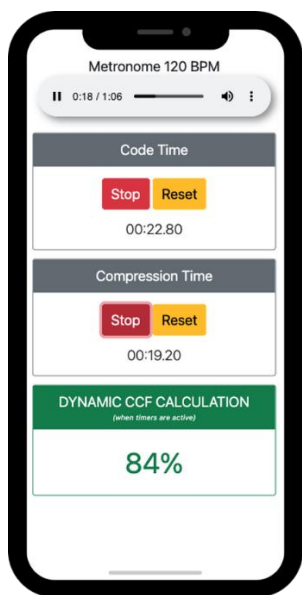 Metronome 120 BPM
0:18 / 1:06
Code Time
Stop Reset
00:22.80
Compression Time
Stop Reset
00:19.20
DYNAMIC CCF CALCULATION
(when timers are active)
84%